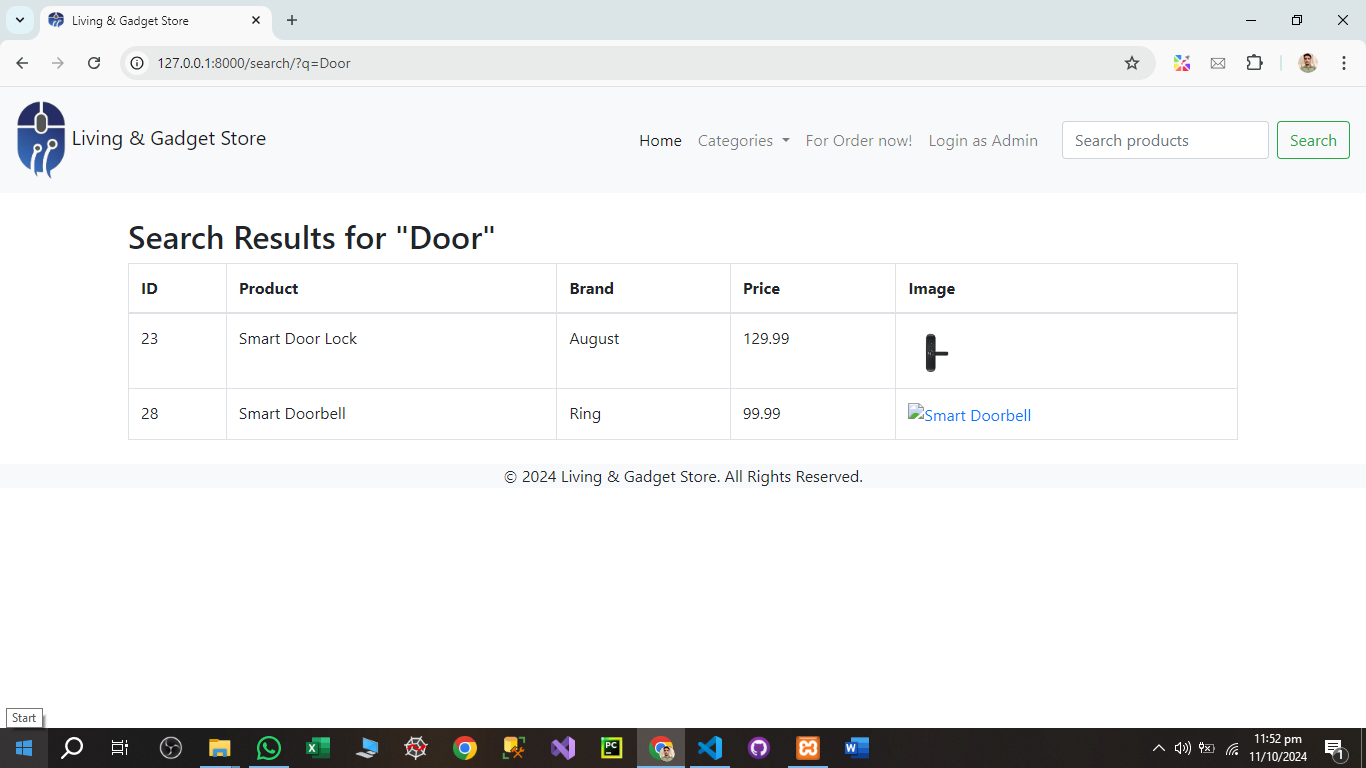 Living & Gadget Store
127.0.0.1:8000/search/?q=Door
Living & Gadget Store
Home Categories For Order now! Login as Admin Search products Search
Search Results for "Door"
ID Product Brand Price Image
23 Smart Door Lock August 129.99
28 Smart Doorbell Ring 99.99 Smart Doorbell
© 2024 Living & Gadget Store. All Rights Reserved.
Start
PC
W
11:52 pm
11/10/2024
1